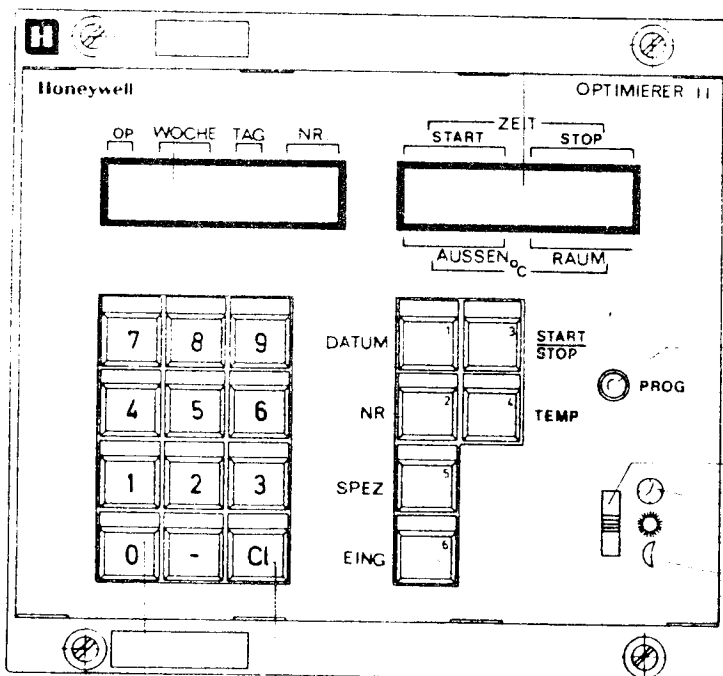 H
Honeywell
OPTIMIERER II
OP WOCHE TAG NR
ZEIT
START STOP
AUSSEN RAUM
°C
7 8 9
4 5 6
1 2 3
0 - Cl
DATUM 1 3 START
STOP
NR 2 4 TEMP
SPEZ 5
EING 6
PROG